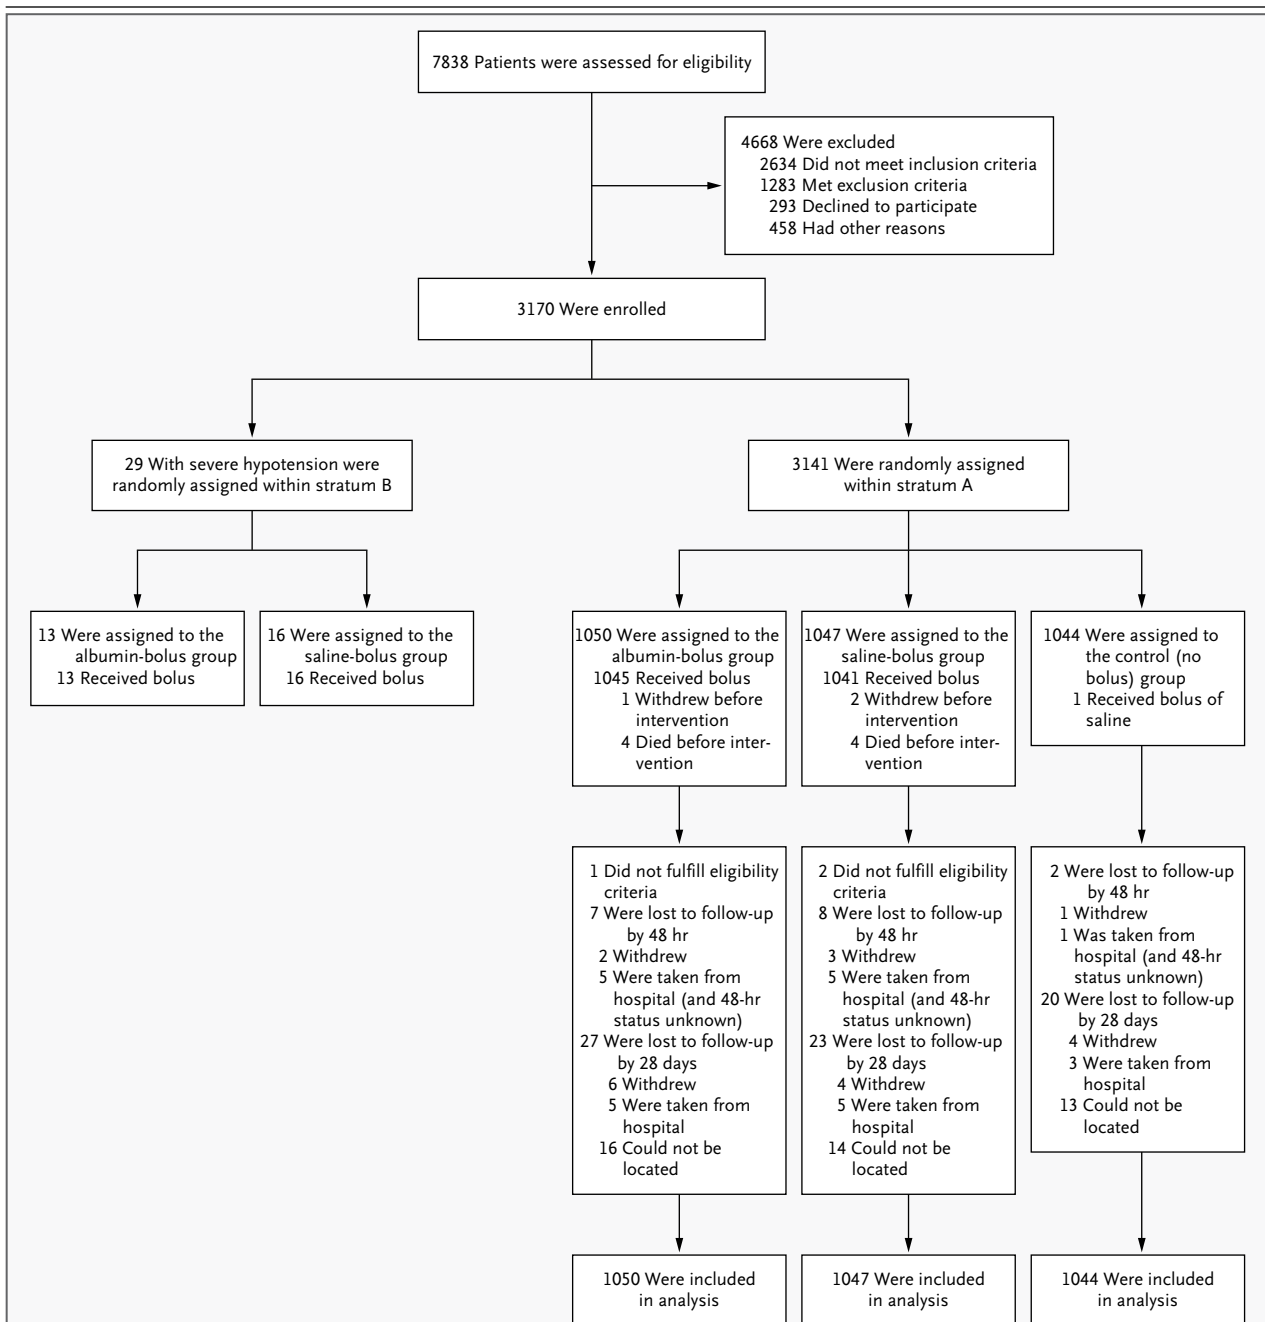 7838 Patients were assessed for eligibility
4668 Were excluded
2634 Did not meet inclusion criteria
1283 Met exclusion criteria
293 Declined to participate
458 Had other reasons
3170 Were enrolled
29 With severe hypotension were
randomly assigned within stratum B
3141 Were randomly assigned
within stratum A
13 Were assigned to the
albumin-bolus group
13 Received bolus
16 Were assigned to the
saline-bolus group
16 Received bolus
1050 Were assigned to the
albumin-bolus group
1045 Received bolus
1 Withdrew before
intervention
4 Died before inter-
vention
1047 Were assigned to the
saline-bolus group
1041 Received bolus
2 Withdrew before
intervention
4 Died before inter-
vention
1044 Were assigned to
the control (no
bolus) group
1 Received bolus of
saline
1 Did not fulfill eligibility
criteria
7 Were lost to follow-up
by 48 hr
2 Withdrew
5 Were taken from
hospital (and 48-hr
status unknown)
27 Were lost to follow-up
by 28 days
6 Withdrew
5 Were taken from
hospital
16 Could not be
located
2 Did not fulfill eligibility
criteria
8 Were lost to follow-up
by 48 hr
3 Withdrew
5 Were taken from
hospital (and 48-hr
status unknown)
23 Were lost to follow-up
by 28 days
4 Withdrew
5 Were taken from
hospital
14 Could not be
located
2 Were lost to follow-up
by 48 hr
1 Withdrew
1 Was taken from
hospital (and 48-hr
status unknown)
20 Were lost to follow-up
by 28 days
4 Withdrew
3 Were taken from
hospital
13 Could not be
located
1050 Were included
in analysis
1047 Were included
in analysis
1044 Were included
in analysis